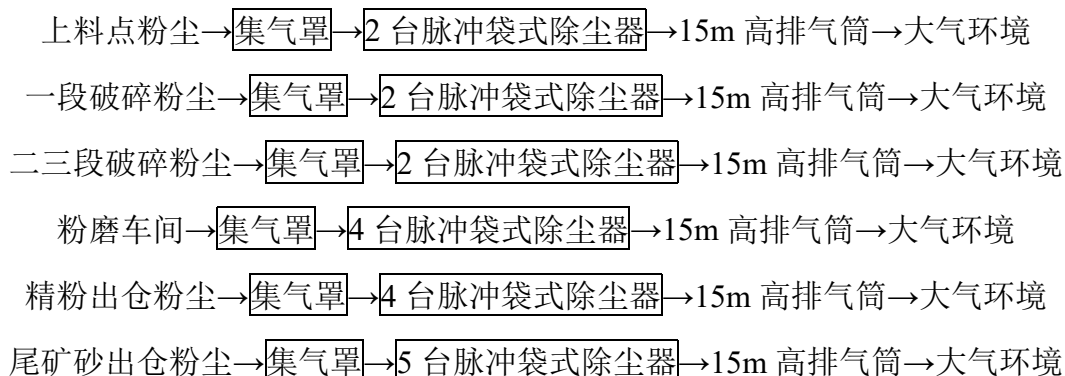 上料点粉尘→集气罩→2 台脉冲袋式除尘器→15m 高排气筒→大气环境
一段破碎粉尘→集气罩→2 台脉冲袋式除尘器→15m 高排气筒→大气环境
二三段破碎粉尘→集气罩→2 台脉冲袋式除尘器→15m 高排气筒→大气环境
粉磨车间→集气罩→4 台脉冲袋式除尘器→15m 高排气筒→大气环境
精粉出仓粉尘→集气罩→4 台脉冲袋式除尘器→15m 高排气筒→大气环境
尾矿砂出仓粉尘→集气罩→5 台脉冲袋式除尘器→15m 高排气筒→大气环境